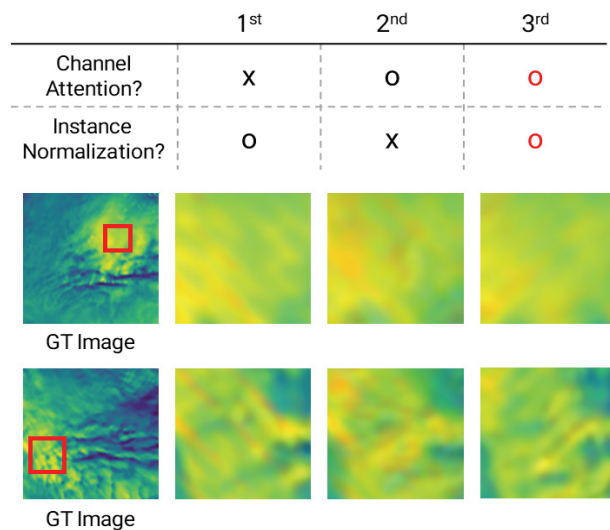 1st 2nd 3rd
Channel Attention? x o o
Instance Normalization? o x o
GT Image
GT Image